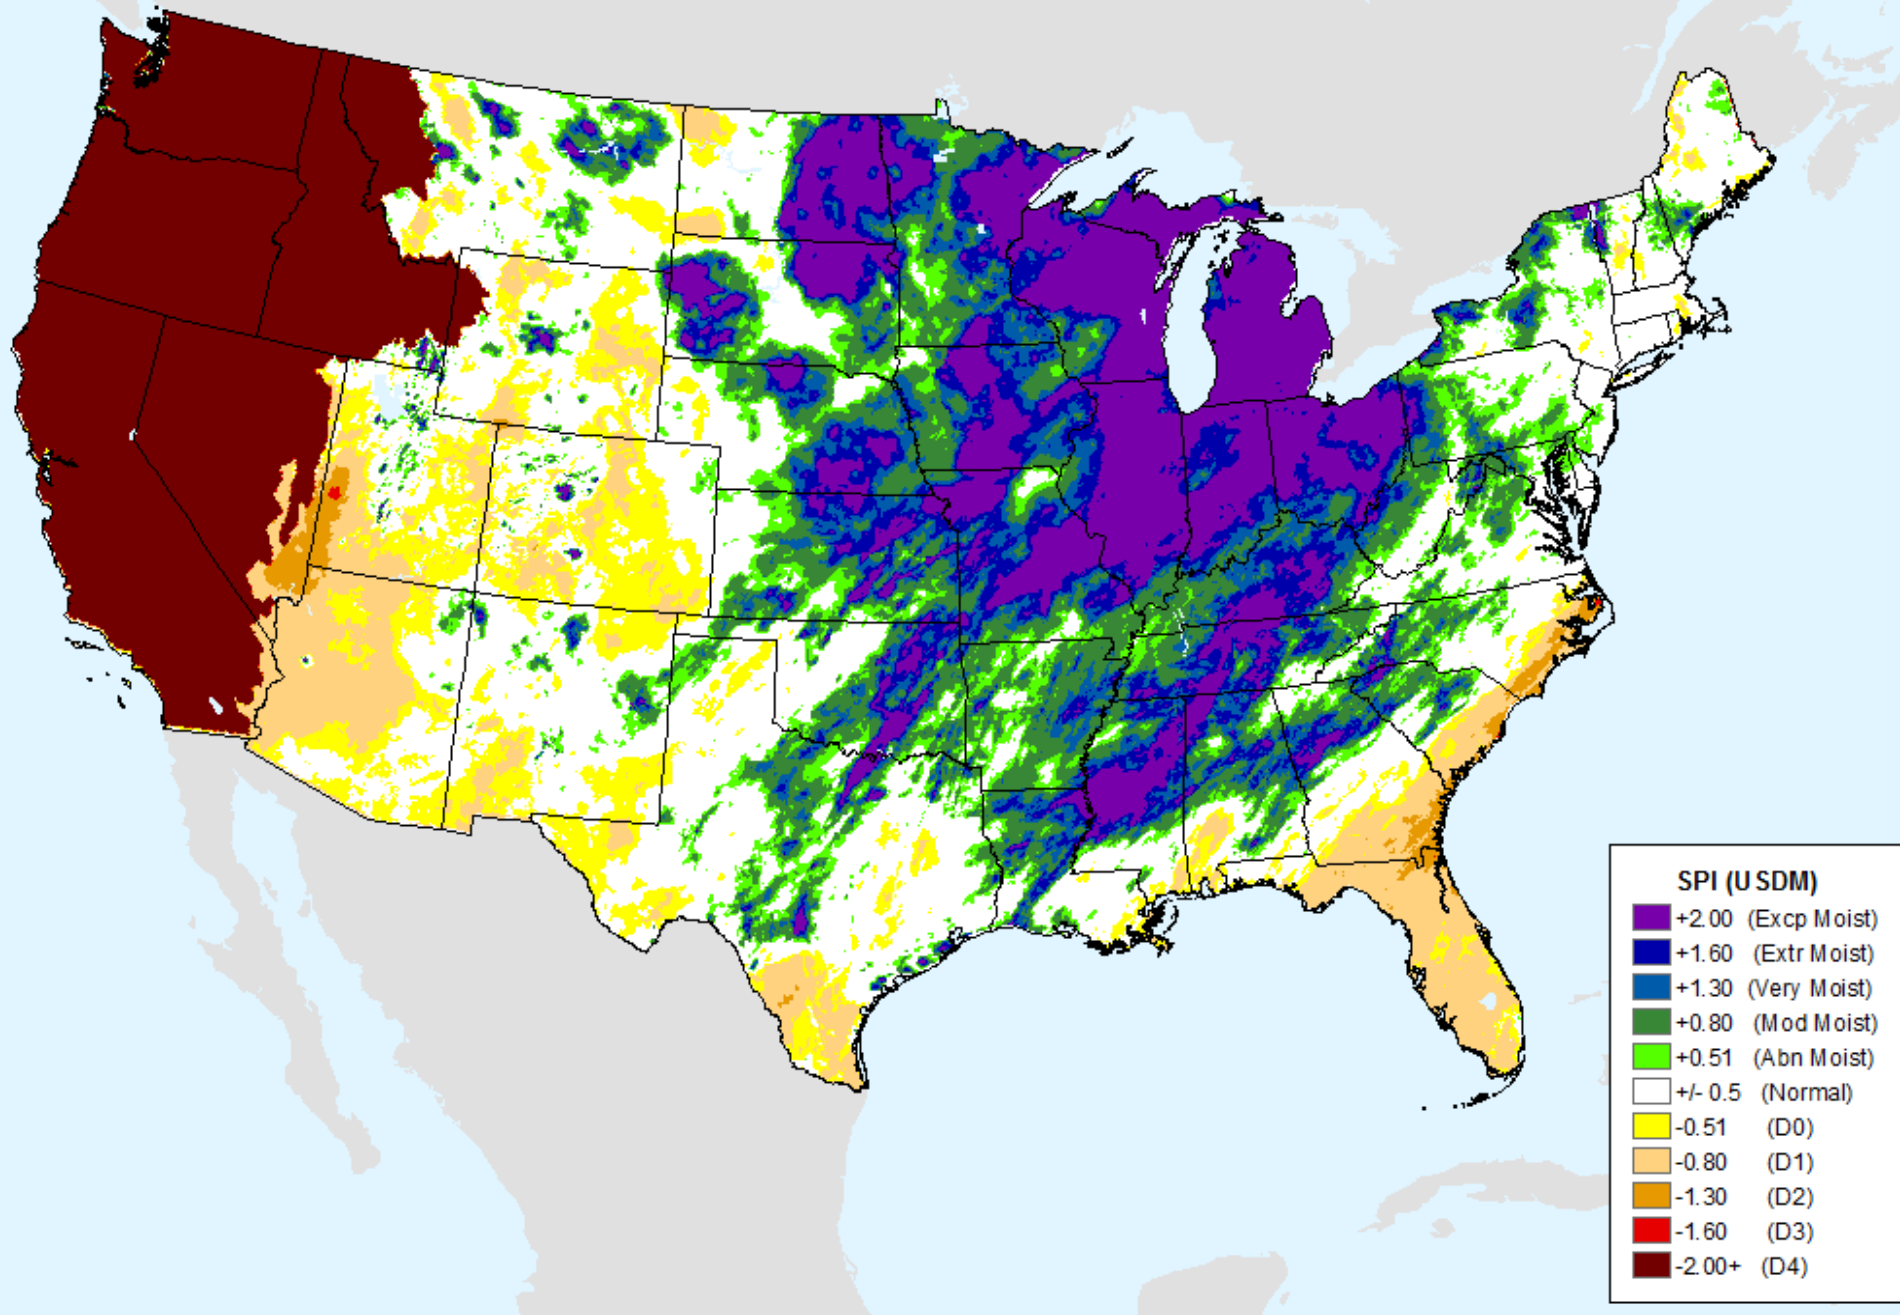 SPI (USDM)
+2.00 (Excp Moist)
+1.60 (Extr Moist)
+1.30 (Very Moist)
+0.80 (Mod Moist)
+0.51 (Abn Moist)
+/- 0.5 (Normal)
-0.51 (D0)
-0.80 (D1)
-1.30 (D2)
-1.60 (D3)
-2.00+ (D4)